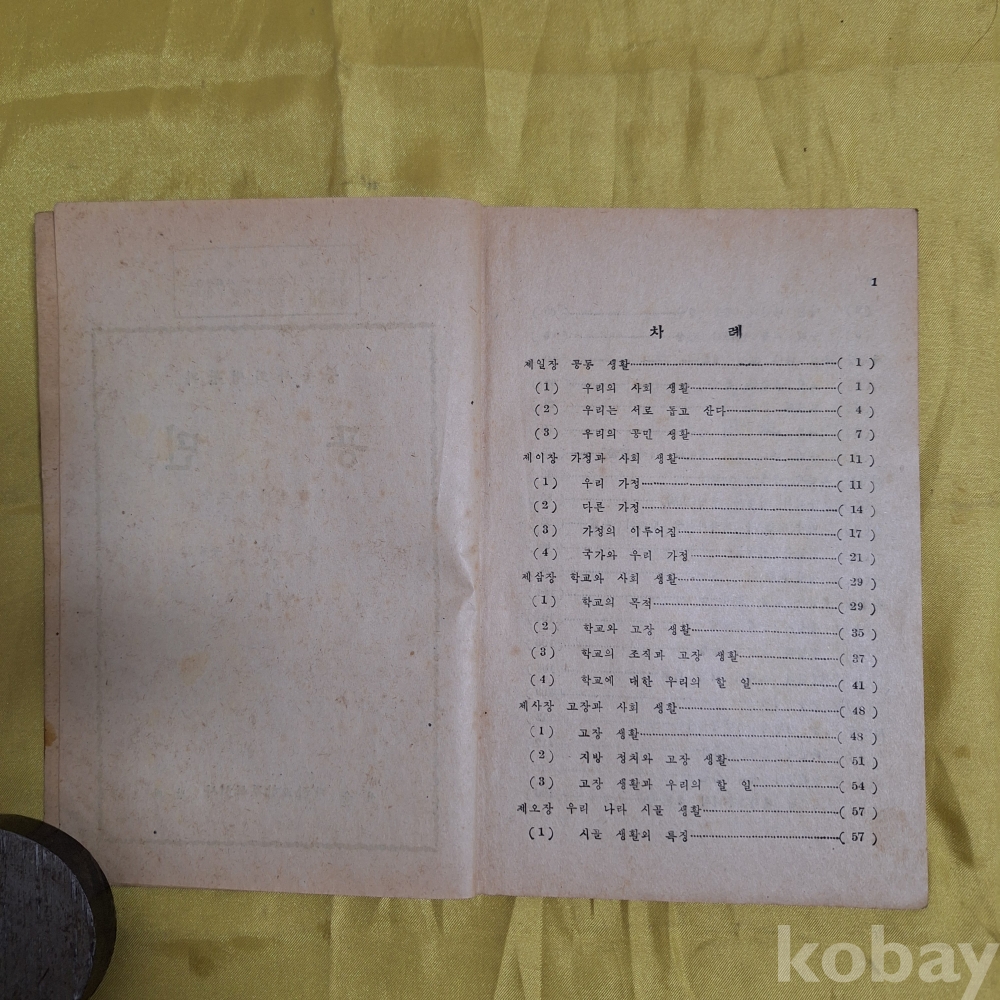 1
차 례
제일장 공동 생활 ( 1 )
(1) 우리의 사회 생활 ( 1 )
(2) 우리는 서로 돕고 산다 ( 4 )
(3) 우리의 공민 생활 ( 7 )
제이장 가정과 사회 생활 ( 11 )
(1) 우리 가정 ( 11 )
(2) 다른 가정 ( 14 )
(3) 가정의 이루어짐 ( 17 )
(4) 국가와 우리 가정 ( 21 )
제삼장 학교와 사회 생활 ( 29 )
(1) 학교의 목적 ( 29 )
(2) 학교와 고장 생활 ( 35 )
(3) 학교의 조직과 고장 생활 ( 37 )
(4) 학교에 대한 우리의 할 일 ( 41 )
제사장 고장과 사회 생활 ( 48 )
(1) 고장 생활 ( 48 )
(2) 지방 정치와 고장 생활 ( 51 )
(3) 고장 생활과 우리의 할 일 ( 54 )
제오장 우리 나라 시골 생활 ( 57 )
(1) 시골 생활의 특징 ( 57 )
kobay